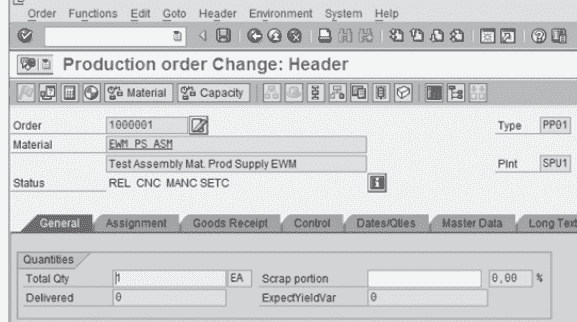 Order Functions Edit Goto Header Environment System Help
Production order Change: Header
Material Capacity
Order 1000001 Type PP01
Material EWM_PS_ASM
Test Assembly Mat. Prod Supply EWM Plnt SPU1
Status REL CNC MANC SETC
General Assignment Goods Receipt Control Dates/Qties Master Data Long Text
Quantities
Total Qty 1 EA Scrap portion 0,00 %
Delivered 0 ExpectYieldVar 0